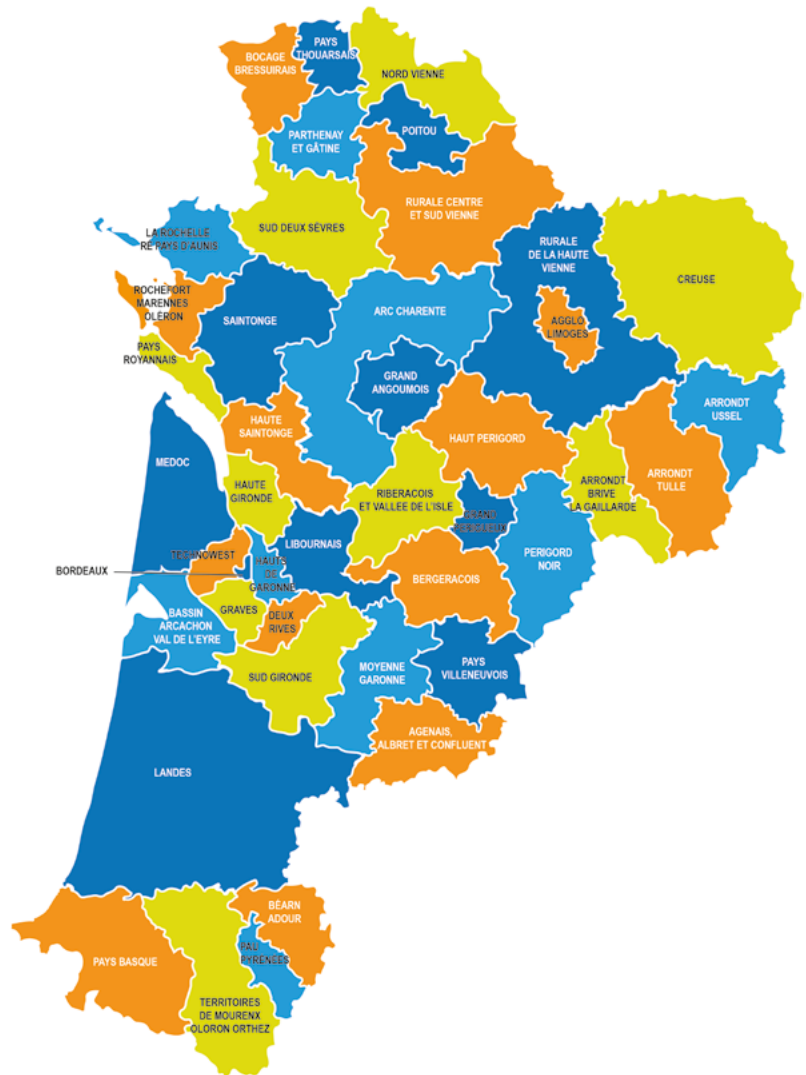 PAYS
THOUARSAIS
BOCAGE
BRESSUIRAIS
NORD VIENNE
POITOU
PARTHENAY
ET GÂTINE
RURALE CENTRE
ET SUD VIENNE
SUD DEUX SÈVRES
LA ROCHELLE
RE PAYS D'AUNIS
RURALE
DE LA HAUTE
VIENNE
CREUSE
ROCHEFORT
MARENNES
OLÉRON
SAINTONGE
ARC CHARENTE
AGGLO
LIMOGES
PAYS
ROYANNAIS
GRAND
ANGOUMOIS
ARRONDT
USSEL
HAUTE
SAINTONGE
HAUT PERIGORD
MEDOC
ARRONDT
TULLE
ARRONDT
BRIVE
LA GAILLARDE
HAUTE
GIRONDE
RIBERACOIS
ET VALLEE DE L'ISLE
GRAND
PERIGUEUX
LIBOURNAIS
PERIGORD
NOIR
TECHNOWEST
BORDEAUX
HAUTS
DE
GARONNE
BERGERACOIS
BASSIN
ARCACHON
VAL DE L'EYRE
GRAVES
DEUX
RIVES
MOYENNE
GARONNE
PAYS
VILLENEUVOIS
SUD GIRONDE
AGENAIS,
ALBRET ET CONFLUENT
LANDES
BÉARN
ADOUR
PAU
PYRENEES
PAYS BASQUE
TERRITOIRES
DE MOURENX
OLORON ORTHEZ